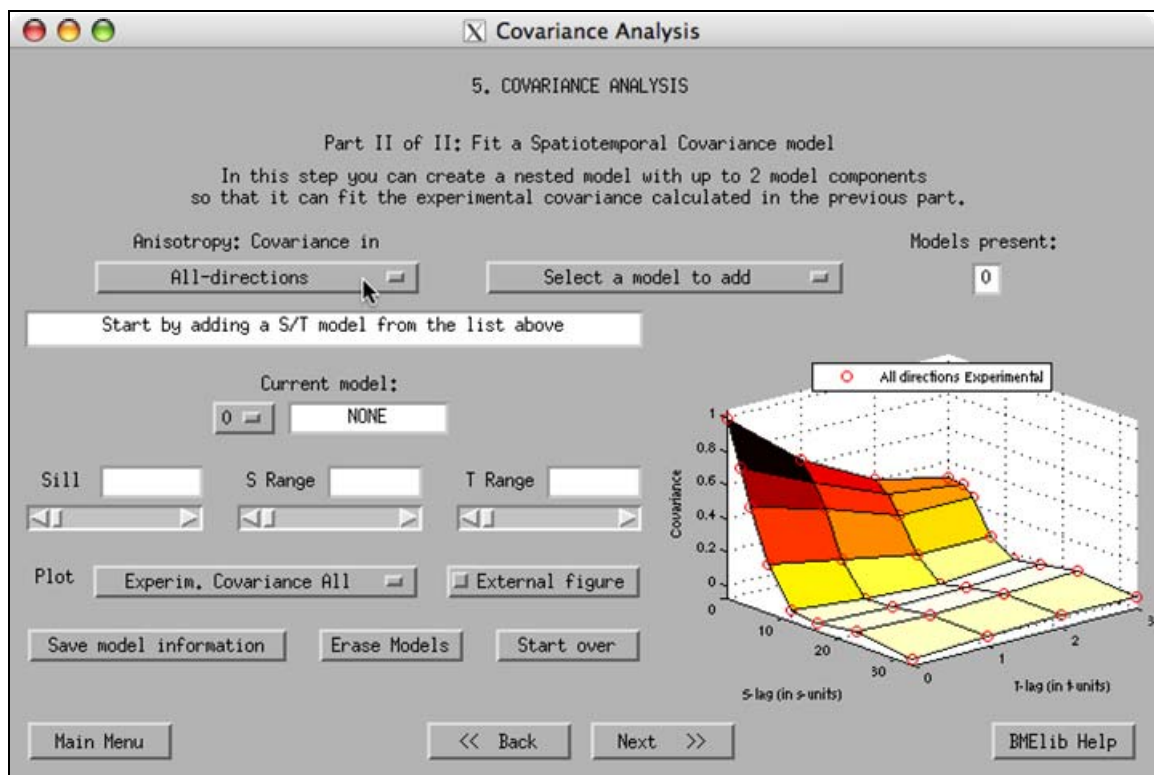 X Covariance Analysis
5. COVARIANCE ANALYSIS
Part II of II: Fit a Spatiotemporal Covariance model
In this step you can create a nested model with up to 2 model components
so that it can fit the experimental covariance calculated in the previous part.
Anisotropy: Covariance in
Models present:
All-directions
Select a model to add
0
Start by adding a S/T model from the list above
Current model:
0
NONE
Sill
S Range
T Range
Plot
Experim. Covariance All
External figure
Save model information
Erase Models
Start over
All directions Experimental
Covariance
1
0.8
0.6
0.4
0.2
0
0
10
20
30
S-lag (in s-units)
0
1
2
3
T-lag (in t-units)
Main Menu
<< Back
Next >>
BMElib Help